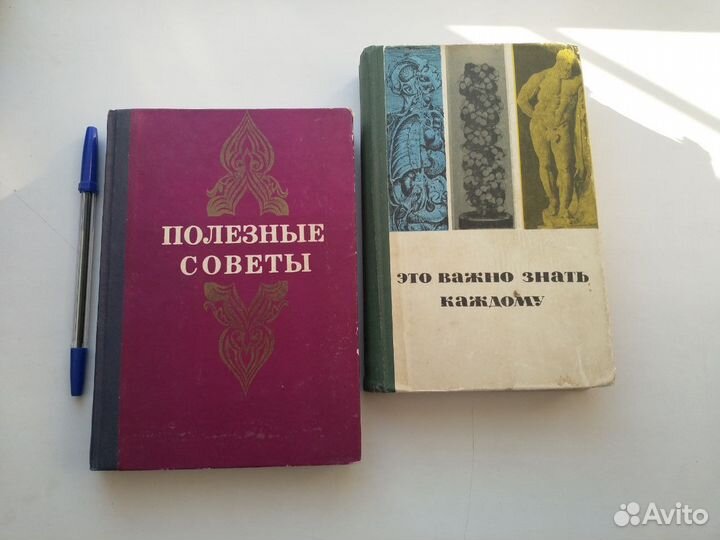 ПОЛЕЗНЫЕ
СОВЕТЫ
ЭТО ВАЖНО ЗНАТЬ
КАЖДОМУ
Avito